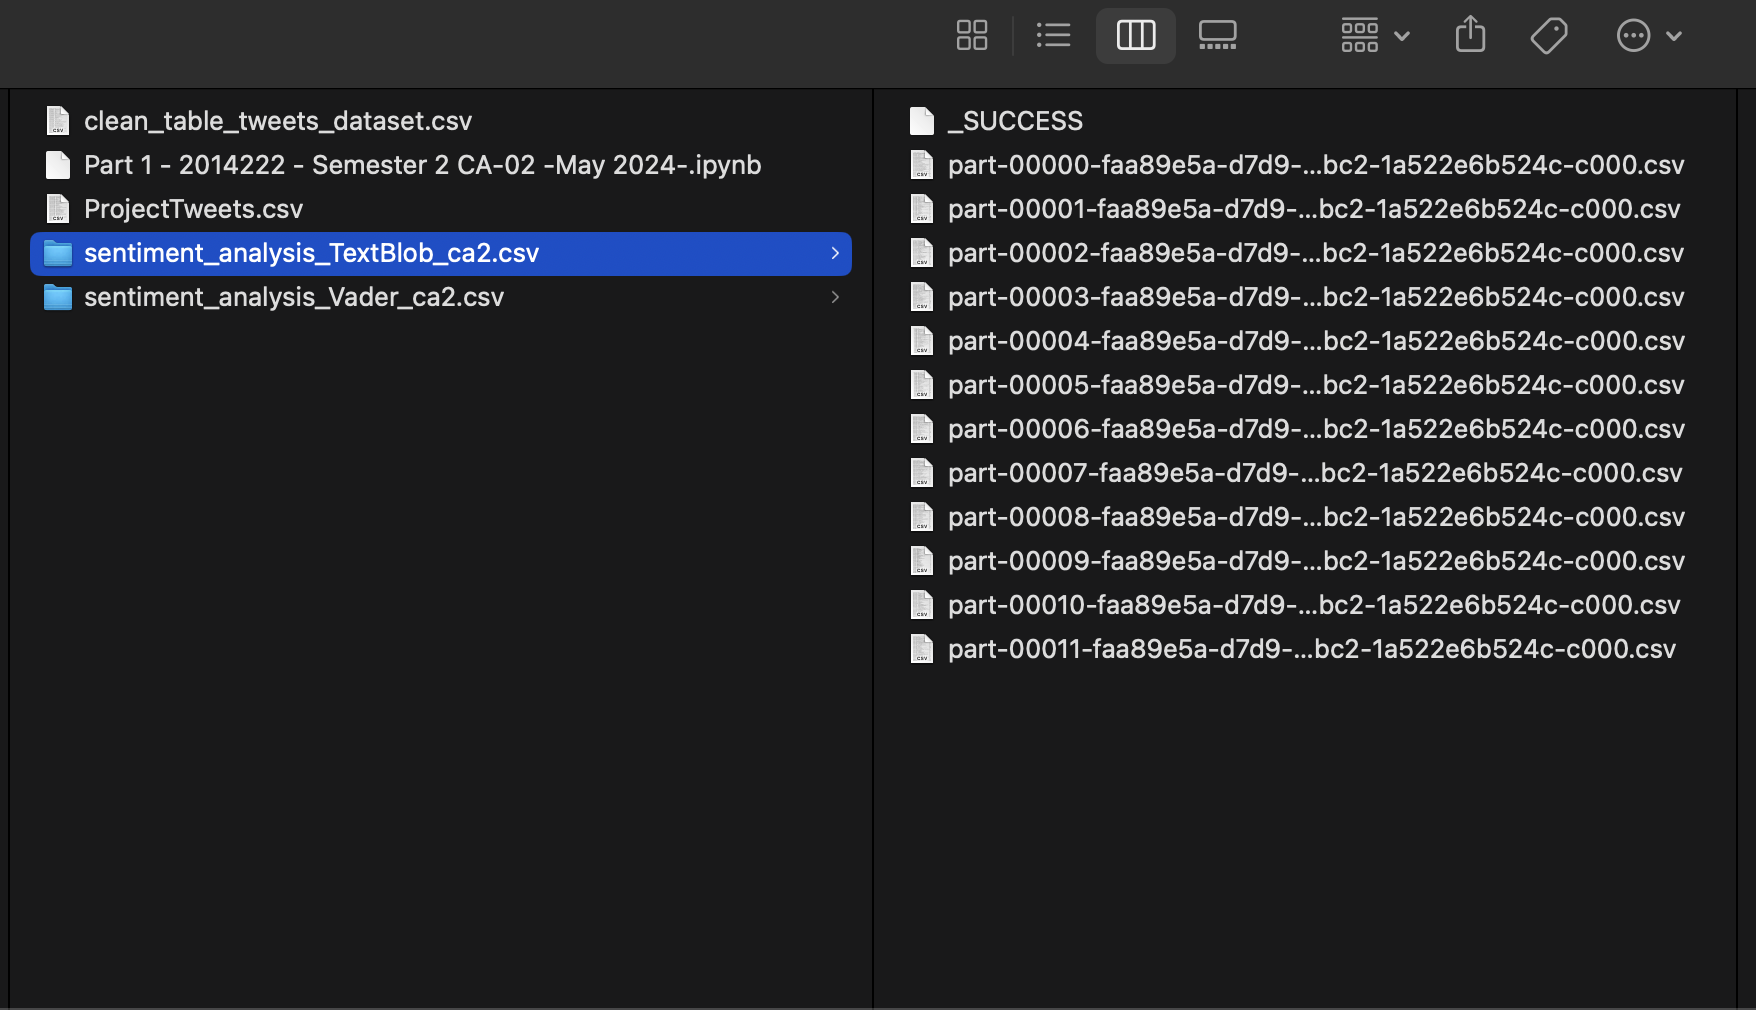 clean_table_tweets_dataset.csv
Part 1 - 2014222 - Semester 2 CA-02 -May 2024-.ipynb
ProjectTweets.csv
sentiment_analysis_TextBlob_ca2.csv
sentiment_analysis_Vader_ca2.csv
_SUCCESS
part-00000-faa89e5a-d7d9-...bc2-1a522e6b524c-c000.csv
part-00001-faa89e5a-d7d9-...bc2-1a522e6b524c-c000.csv
part-00002-faa89e5a-d7d9-...bc2-1a522e6b524c-c000.csv
part-00003-faa89e5a-d7d9-...bc2-1a522e6b524c-c000.csv
part-00004-faa89e5a-d7d9-...bc2-1a522e6b524c-c000.csv
part-00005-faa89e5a-d7d9-...bc2-1a522e6b524c-c000.csv
part-00006-faa89e5a-d7d9-...bc2-1a522e6b524c-c000.csv
part-00007-faa89e5a-d7d9-...bc2-1a522e6b524c-c000.csv
part-00008-faa89e5a-d7d9-...bc2-1a522e6b524c-c000.csv
part-00009-faa89e5a-d7d9-...bc2-1a522e6b524c-c000.csv
part-00010-faa89e5a-d7d9-...bc2-1a522e6b524c-c000.csv
part-00011-faa89e5a-d7d9-...bc2-1a522e6b524c-c000.csv